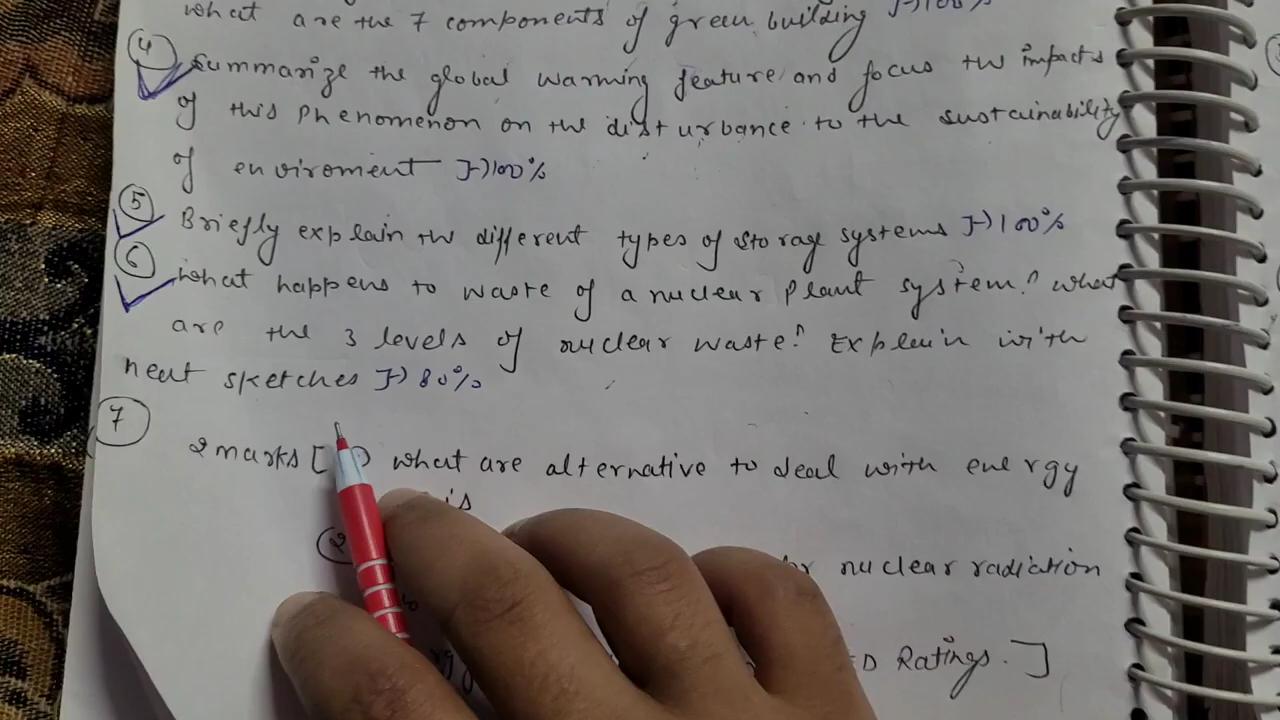 what are the 7 components of green building }→100%
4 Summarize the global warming feature and focus the impacts
of this Phenomenon on the disturbance to the sustainability
of enviroment }→100%
5 Briefly explain the different types of storage systems }→100%
6 what happens to waste of a nuclear plant system? what
are the 3 levels of nuclear waste? Explain with
neat sketches }→80%
7 2 marks [ what are alternative to deal with energy
is
2 nuclear radiation
Ratings. ]